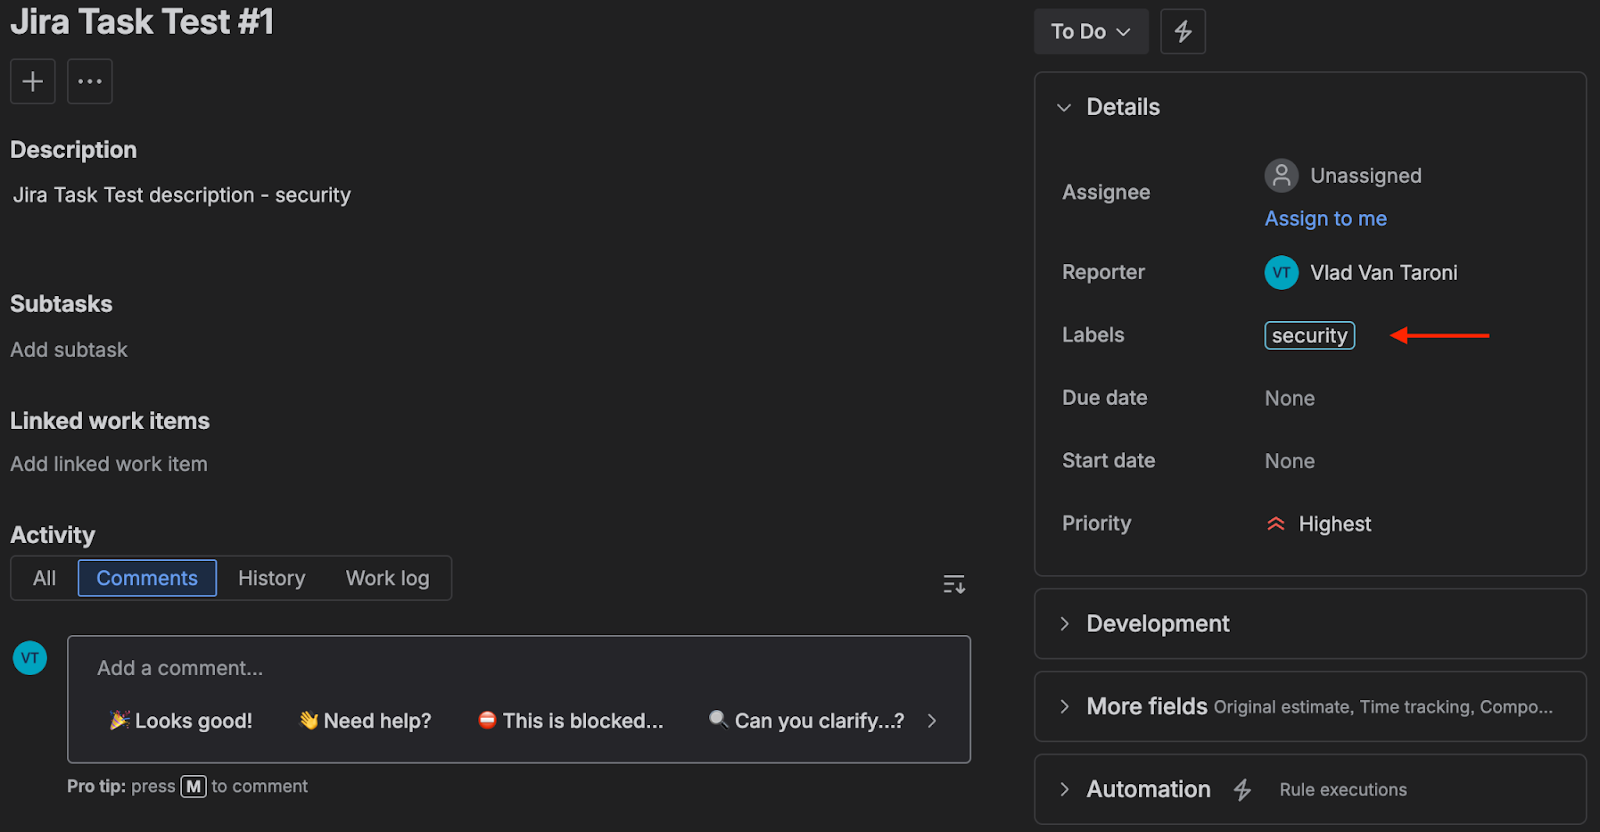 Jira Task Test #1
Description
Jira Task Test description - security
Subtasks
Add subtask
Linked work items
Add linked work item
Activity
All Comments History Work log
VT
Add a comment...
🎉 Looks good! 👋 Need help? ⛔ This is blocked... 🔍 Can you clarify...?
Pro tip: press M to comment
To Do
Details
Assignee
Unassigned
Assign to me
Reporter VT Vlad Van Taroni
Labels security
Due date None
Start date None
Priority Highest
Development
More fields Original estimate, Time tracking, Compo...
Automation Rule executions